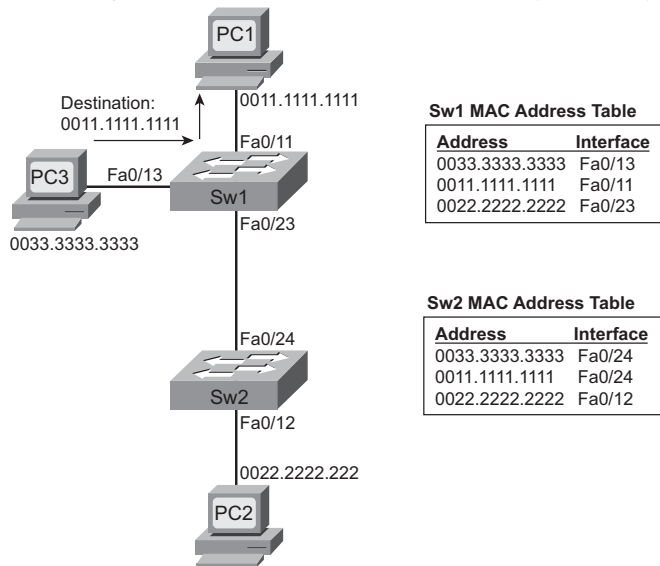 PC1
Destination:
0011.1111.1111
0011.1111.1111
Fa0/11
PC3
Fa0/13
Sw1
0033.3333.3333
Fa0/23
Fa0/24
Sw2
Fa0/12
0022.2222.222
PC2
Sw1 MAC Address Table
Address Interface
0033.3333.3333 Fa0/13
0011.1111.1111 Fa0/11
0022.2222.2222 Fa0/23
Sw2 MAC Address Table
Address Interface
0033.3333.3333 Fa0/24
0011.1111.1111 Fa0/24
0022.2222.2222 Fa0/12